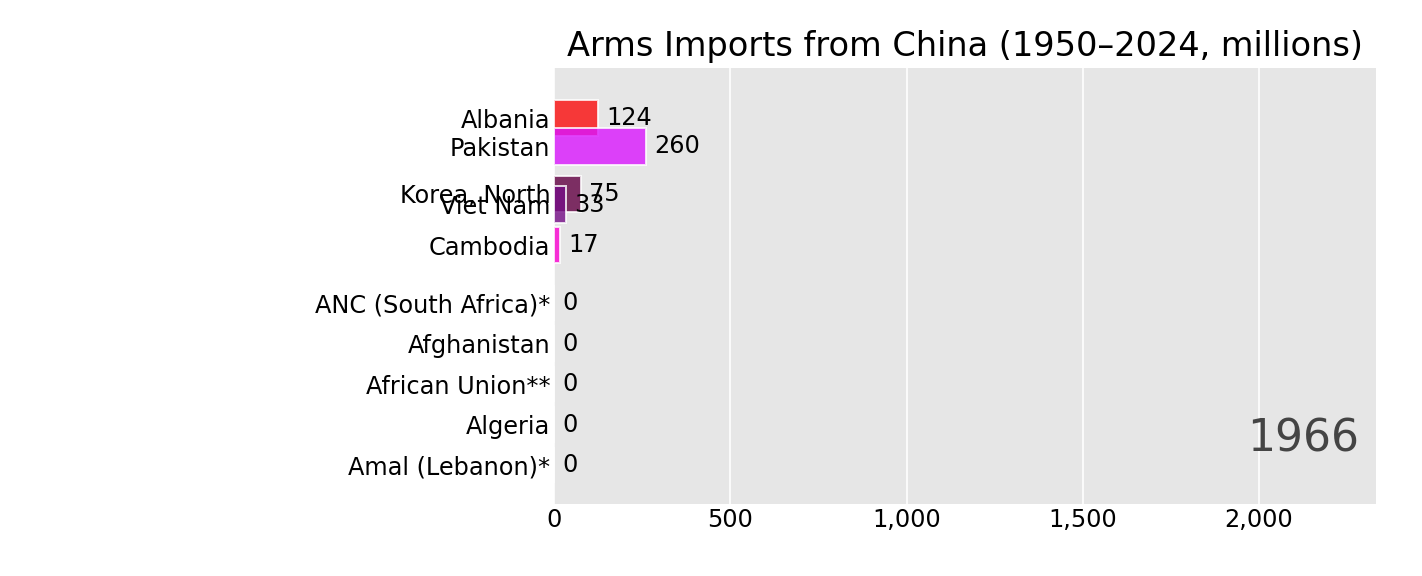 Arms Imports from China (1950–2024, millions)
Albania 124
Pakistan 260
Korea, North 75
Viet Nam 33
Cambodia 17
ANC (South Africa)* 0
Afghanistan 0
African Union** 0
Algeria 0
Amal (Lebanon)* 0
1966
0 500 1,000 1,500 2,000